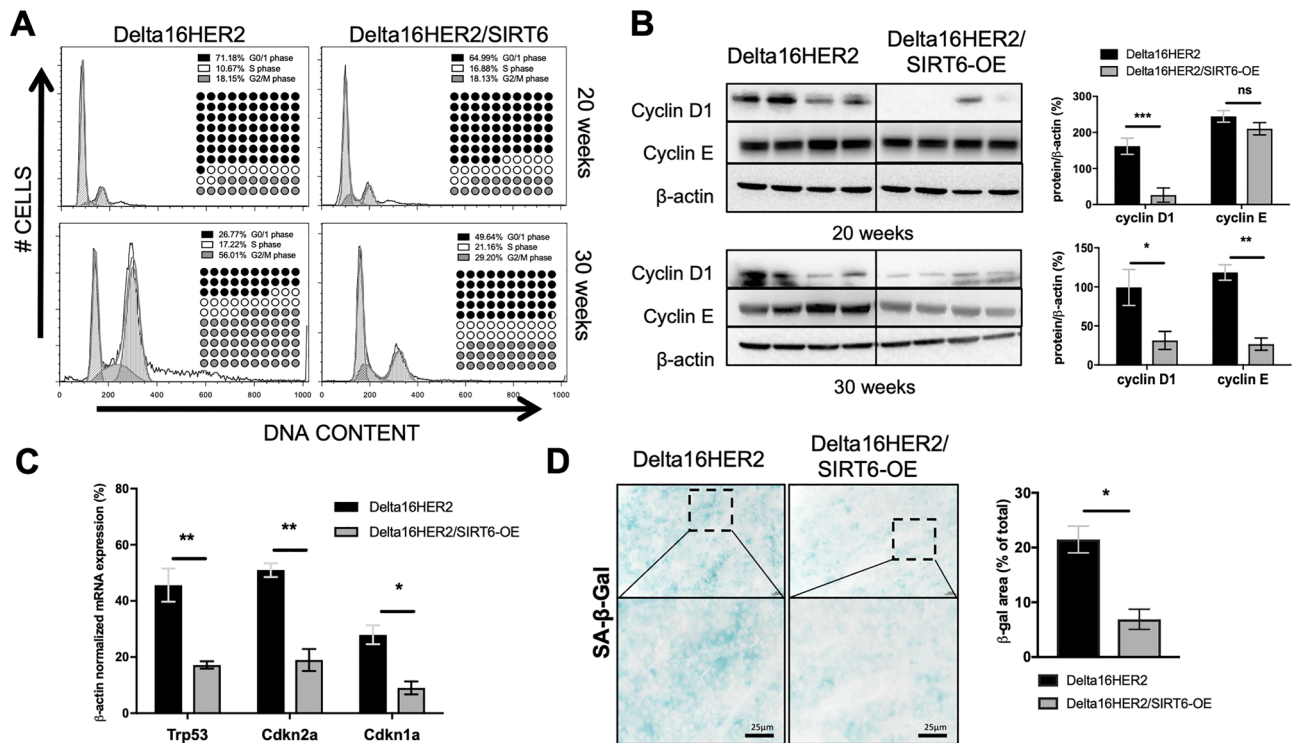 A
Delta16HER2
Delta16HER2/SIRT6
# CELLS
71.18% G0/1 phase
10.67% S phase
18.15% G2/M phase
64.99% G0/1 phase
16.88% S phase
18.13% G2/M phase
20 weeks
26.77% G0/1 phase
17.22% S phase
56.01% G2/M phase
49.64% G0/1 phase
21.16% S phase
29.20% G2/M phase
30 weeks
0 200 400 600 800 1000
0 200 400 600 800 1000
DNA CONTENT
B
Delta16HER2
Delta16HER2/
SIRT6-OE
Cyclin D1
Cyclin E
β-actin
20 weeks
Cyclin D1
Cyclin E
β-actin
30 weeks
Delta16HER2
Delta16HER2/SIRT6-OE
protein/β-actin (%)
300
200
100
0
***
ns
cyclin D1 cyclin E
protein/β-actin (%)
150
100
50
0
*
**
cyclin D1 cyclin E
C
β-actin normalized mRNA expression (%)
80
60
40
20
0
Delta16HER2
Delta16HER2/SIRT6-OE
**
**
*
Trp53 Cdkn2a Cdkn1a
D
Delta16HER2
Delta16HER2/
SIRT6-OE
SA-β-Gal
25μm
25μm
β-gal area (% of total)
30
20
10
0
*
Delta16HER2
Delta16HER2/SIRT6-OE